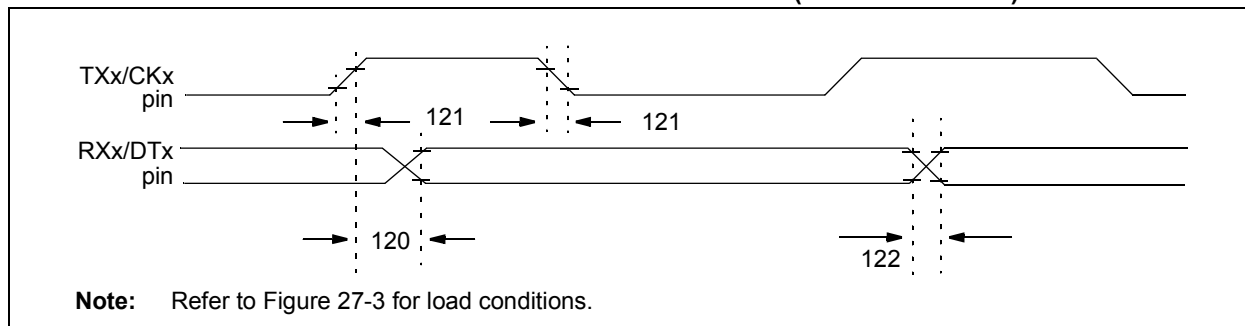 TXx/CKx
pin
121
121
RXx/DTx
pin
120
122
Note: Refer to Figure 27-3 for load conditions.